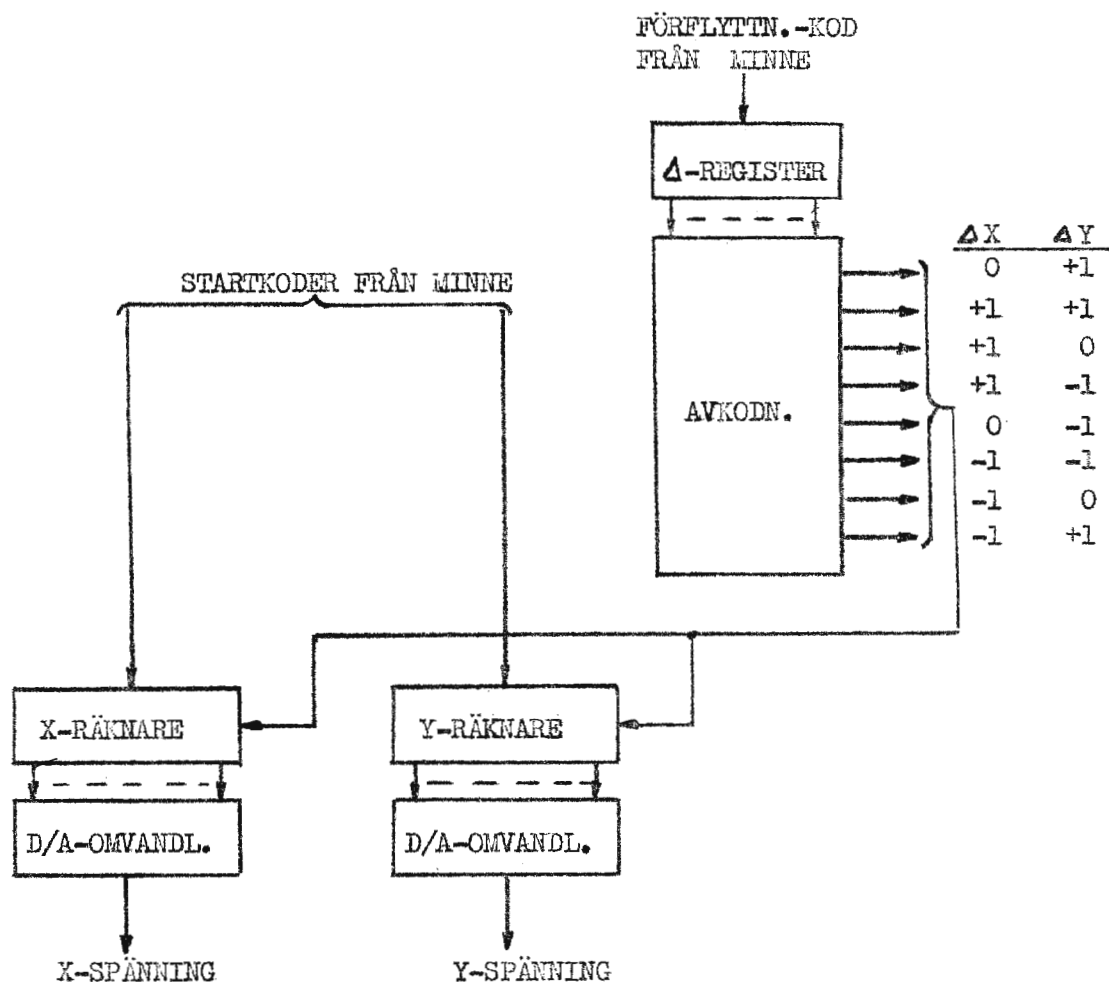 FÖRFLYTTN.-KOD
FRÅN MINNE
Δ-REGISTER
ΔX ΔY
0 +1
+1 +1
+1 0
+1 -1
0 -1
-1 -1
-1 0
-1 +1
STARTKODER FRÅN MINNE
AVKODN.
X-RÄKNARE
Y-RÄKNARE
D/A-OMVANDL.
D/A-OMVANDL.
X-SPÄNNING
Y-SPÄNNING